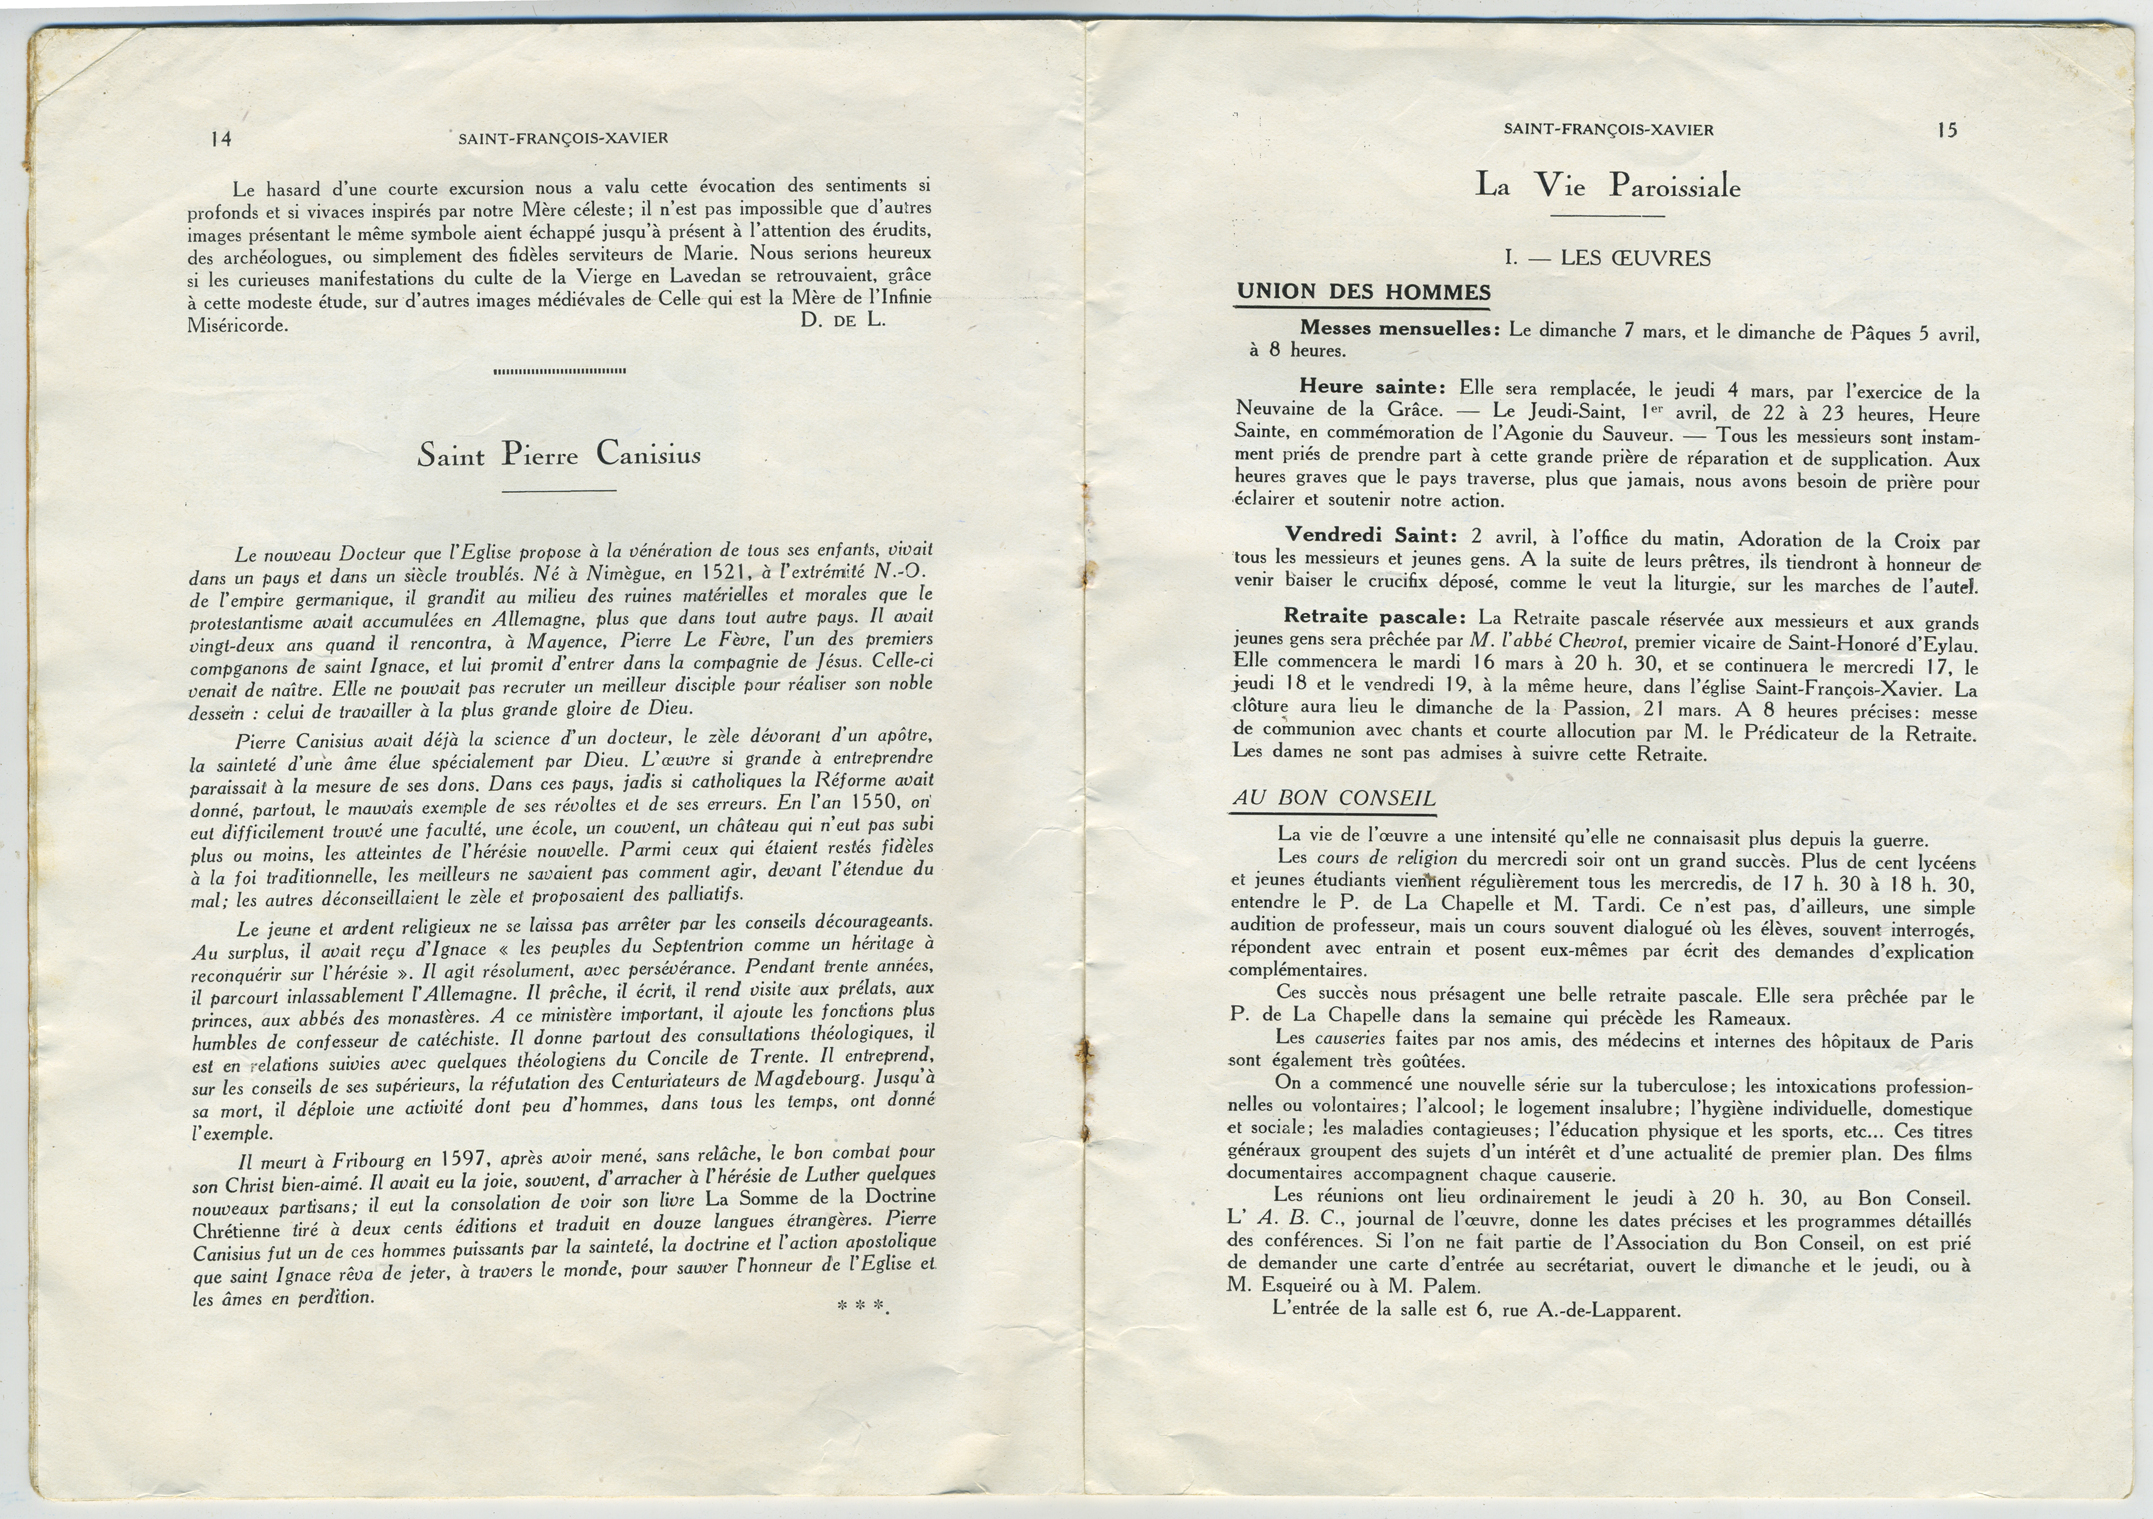 14
SAINT-FRANÇOIS-XAVIER
Le hasard d'une courte excursion nous a valu cette évocation des sentiments si
profonds et si vivaces inspirés par notre Mère céleste; il n'est pas impossible que d'autres
images présentant le même symbole aient échappé jusqu'à présent à l'attention des érudits,
des archéologues, ou simplement des fidèles serviteurs de Marie. Nous serions heureux
si les curieuses manifestations du culte de la Vierge en Lavedan se retrouvaient, grâce
à cette modeste étude, sur d'autres images médiévales de Celle qui est la Mère de l'Infinie
Miséricorde. D. DE L.
Saint Pierre Canisius
Le nouveau Docteur que l'Eglise propose à la vénération de tous ses enfants, vivait
dans un pays et dans un siècle troublés. Né à Nimègue, en 1521, à l'extrémité N.-O.
de l'empire germanique, il grandit au milieu des ruines matérielles et morales que le
protestantisme avait accumulées en Allemagne, plus que dans tout autre pays. Il avait
vingt-deux ans quand il rencontra, à Mayence, Pierre Le Fèvre, l'un des premiers
compganons de saint Ignace, et lui promit d'entrer dans la compagnie de Jésus. Celle-ci
venait de naître. Elle ne pouvait pas recruter un meilleur disciple pour réaliser son noble
dessein : celui de travailler à la plus grande gloire de Dieu.
Pierre Canisius avait déjà la science d'un docteur, le zèle dévorant d'un apôtre,
la sainteté d'une âme élue spécialement par Dieu. L'œuvre si grande à entreprendre
paraissait à la mesure de ses dons. Dans ces pays, jadis si catholiques la Réforme avait
donné, partout, le mauvais exemple de ses révoltes et de ses erreurs. En l'an 1550, on
eut difficilement trouvé une faculté, une école, un couvent, un château qui n'eut pas subi
plus ou moins, les atteintes de l'hérésie nouvelle. Parmi ceux qui étaient restés fidèles
à la foi traditionnelle, les meilleurs ne savaient pas comment agir, devant l'étendue du
mal; les autres déconseillaient le zèle et proposaient des palliatifs.
Le jeune et ardent religieux ne se laissa pas arrêter par les conseils décourageants.
Au surplus, il avait reçu d'Ignace « les peuples du Septentrion comme un héritage à
reconquérir sur l'hérésie ». Il agit résolument, avec persévérance. Pendant trente années,
il parcourt inlassablement l'Allemagne. Il prêche, il écrit, il rend visite aux prélats, aux
princes, aux abbés des monastères. A ce ministère important, il ajoute les fonctions plus
humbles de confesseur de catéchiste. Il donne partout des consultations théologiques, il
est en relations suivies avec quelques théologiens du Concile de Trente. Il entreprend,
sur les conseils de ses supérieurs, la réfutation des Centuriateurs de Magdebourg. Jusqu'à
sa mort, il déploie une activité dont peu d'hommes, dans tous les temps, ont donné
l'exemple.
Il meurt à Fribourg en 1597, après avoir mené, sans relâche, le bon combat pour
son Christ bien-aimé. Il avait eu la joie, souvent, d'arracher à l'hérésie de Luther quelques
nouveaux partisans; il eut la consolation de voir son livre La Somme de la Doctrine
Chrétienne tiré à deux cents éditions et traduit en douze langues étrangères. Pierre
Canisius fut un de ces hommes puissants par la sainteté, la doctrine et l'action apostolique
que saint Ignace rêva de jeter, à travers le monde, pour sauver l'honneur de l'Eglise et
les âmes en perdition.
* * *.
SAINT-FRANÇOIS-XAVIER
15
La Vie Paroissiale
I. — LES ŒUVRES
UNION DES HOMMES
Messes mensuelles: Le dimanche 7 mars, et le dimanche de Pâques 5 avril,
à 8 heures.
Heure sainte: Elle sera remplacée, le jeudi 4 mars, par l'exercice de la
Neuvaine de la Grâce. — Le Jeudi-Saint, 1er avril, de 22 à 23 heures, Heure
Sainte, en commémoration de l'Agonie du Sauveur. — Tous les messieurs sont instam-
ment priés de prendre part à cette grande prière de réparation et de supplication. Aux
heures graves que le pays traverse, plus que jamais, nous avons besoin de prière pour
éclairer et soutenir notre action.
Vendredi Saint: 2 avril, à l'office du matin, Adoration de la Croix par
tous les messieurs et jeunes gens. A la suite de leurs prêtres, ils tiendront à honneur de
venir baiser le crucifix déposé, comme le veut la liturgie, sur les marches de l'autel.
Retraite pascale: La Retraite pascale réservée aux messieurs et aux grands
jeunes gens sera prêchée par M. l'abbé Chevrot, premier vicaire de Saint-Honoré d'Eylau.
Elle commencera le mardi 16 mars à 20 h. 30, et se continuera le mercredi 17, le
jeudi 18 et le vendredi 19, à la même heure, dans l'église Saint-François-Xavier. La
clôture aura lieu le dimanche de la Passion, 21 mars. A 8 heures précises: messe
de communion avec chants et courte allocution par M. le Prédicateur de la Retraite.
Les dames ne sont pas admises à suivre cette Retraite.
AU BON CONSEIL
La vie de l'œuvre a une intensité qu'elle ne connaisasit plus depuis la guerre.
Les cours de religion du mercredi soir ont un grand succès. Plus de cent lycéens
et jeunes étudiants viennent régulièrement tous les mercredis, de 17 h. 30 à 18 h. 30,
entendre le P. de La Chapelle et M. Tardi. Ce n'est pas, d'ailleurs, une simple
audition de professeur, mais un cours souvent dialogué où les élèves, souvent interrogés,
répondent avec entrain et posent eux-mêmes par écrit des demandes d'explication
complémentaires.
Ces succès nous présagent une belle retraite pascale. Elle sera prêchée par le
P. de La Chapelle dans la semaine qui précède les Rameaux.
Les causeries faites par nos amis, des médecins et internes des hôpitaux de Paris
sont également très goûtées.
On a commencé une nouvelle série sur la tuberculose; les intoxications profession-
nelles ou volontaires; l'alcool; le logement insalubre; l'hygiène individuelle, domestique
et sociale; les maladies contagieuses; l'éducation physique et les sports, etc... Ces titres
généraux groupent des sujets d'un intérêt et d'une actualité de premier plan. Des films
documentaires accompagnent chaque causerie.
Les réunions ont lieu ordinairement le jeudi à 20 h. 30, au Bon Conseil.
L' A. B. C., journal de l'œuvre, donne les dates précises et les programmes détaillés
des conférences. Si l'on ne fait partie de l'Association du Bon Conseil, on est prié
de demander une carte d'entrée au secrétariat, ouvert le dimanche et le jeudi, ou à
M. Esqueiré ou à M. Palem.
L'entrée de la salle est 6, rue A.-de-Lapparent.